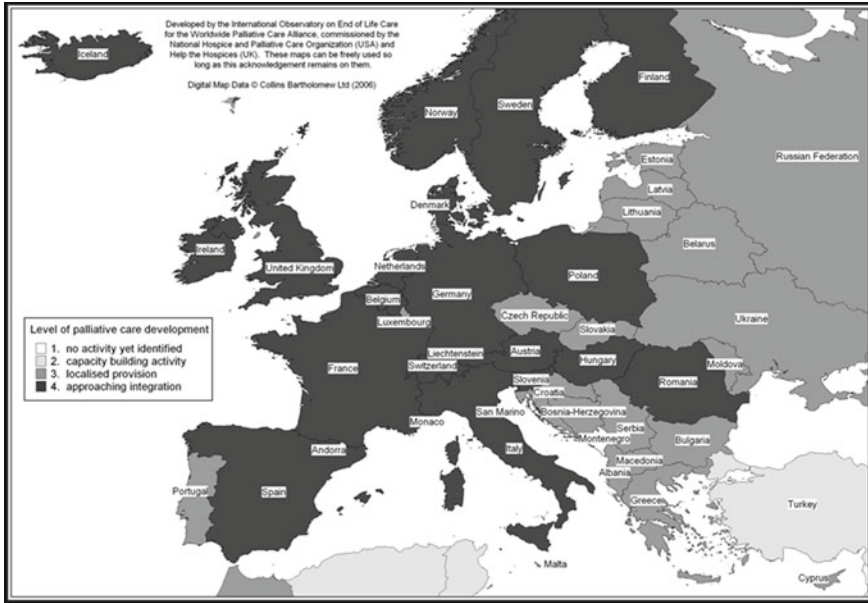 Developed by the International Observatory on End of Life Care
for the Worldwide Palliative Care Alliance, commissioned by the
National Hospice and Palliative Care Organization (USA) and
Help the Hospices (UK).  These maps can be freely used so
long as this acknowledgement remains on them.
Digital Map Data © Collins Bartholomew Ltd (2006)
Iceland
Finland
Norway
Sweden
Russian Federation
Estonia
Latvia
Denmark
Lithuania
Belarus
Ireland
United Kingdom
Netherlands
Poland
Germany
Belgium
Czech Republic
Ukraine
Luxembourg
Slovakia
Level of palliative care development
1. no activity yet identified
2. capacity building activity
3. localised provision
4. approaching integration
Liechtenstein
Austria
Hungary
Moldova
France
Switzerland
Slovenia
Romania
Croatia
San Marino
Bosnia-Herzegovina
Monaco
Serbia
Montenegro
Bulgaria
Andorra
Italy
Macedonia
Albania
Portugal
Spain
Greece
Turkey
Malta
Cyprus